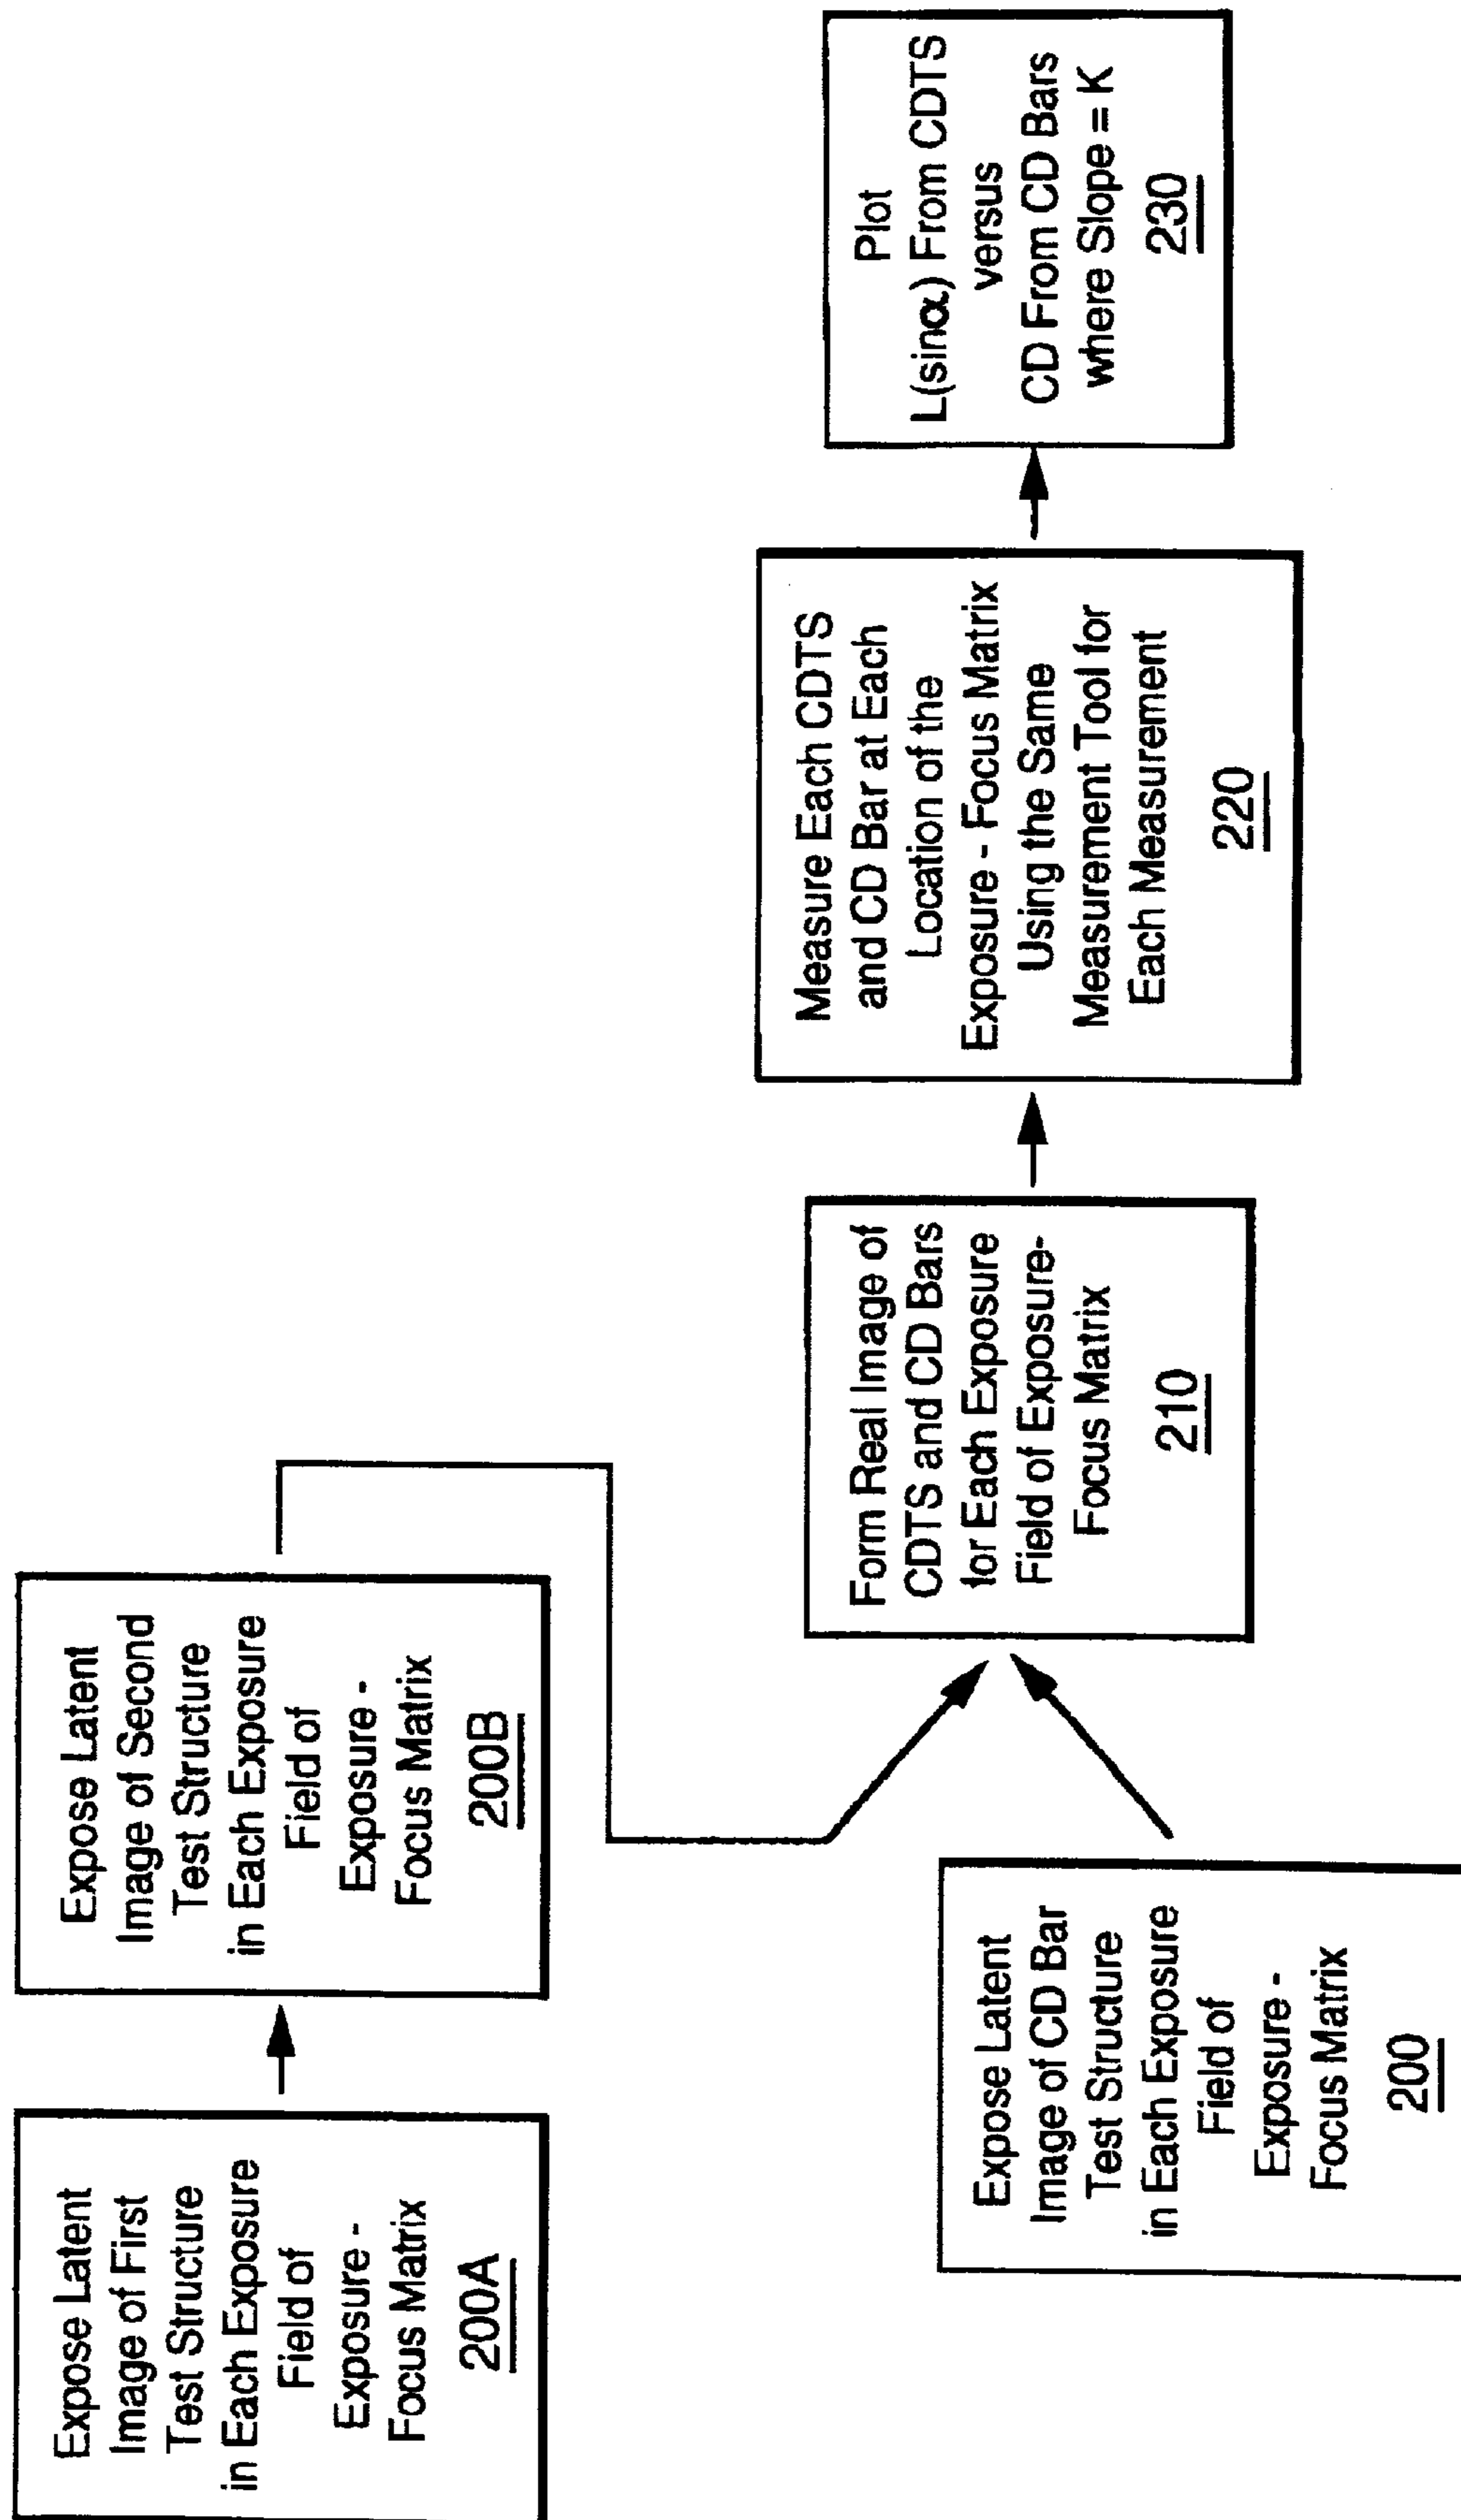 Expose Latent
Image of First
Test Structure
in Each Exposure
Field of
Exposure -
Focus Matrix
200A
Expose Latent
Image of Second
Test Structure
in Each Exposure
Field of
Exposure -
Focus Matrix
200B
Expose Latent
Image of CD Bar
Test Structure
in Each Exposure
Field of
Exposure -
Focus Matrix
200
Form Real Image of
CDTS and CD Bars
for Each Exposure
Field of Exposure-
Focus Matrix
210
Measure Each CDTS
and CD Bar at Each
Location of the
Exposure - Focus Matrix
Using the Same
Measurement Tool for
Each Measurement
220
Plot
L(sinα) From CDTS
versus
CD From CD Bars
where Slope = K
230